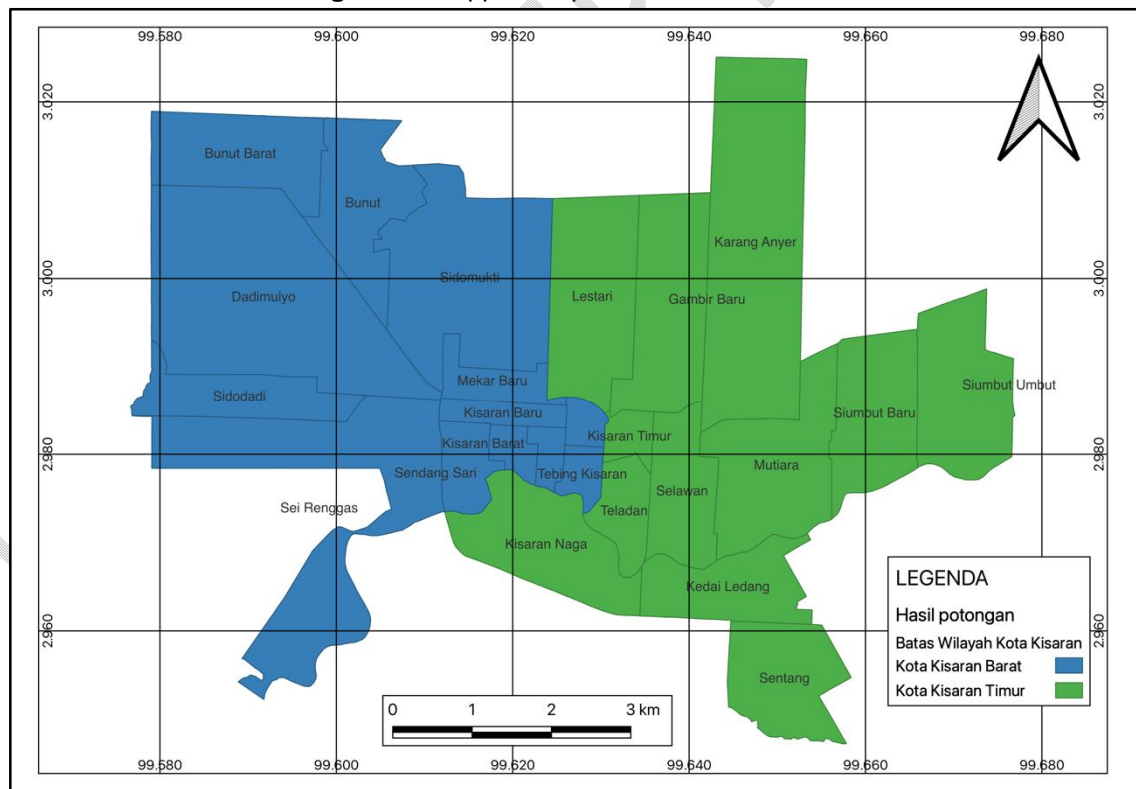 99.580 99.600 99.620 99.640 99.660 99.680
3.020 3.020
Bunut Barat
Bunut
Karang Anyer
3.000 Sidomukti 3.000
Dadimulyo Lestari Gambir Baru
Mekar Baru
Sidodadi Siumbut Umbut
Kisaran Baru Siumbut Baru
Kisaran Barat Kisaran Timur
2.980 2.980
Sendang Sari Tebing Kisaran Mutiara
Selawan
Sei Renggas Teladan
Kisaran Naga
Kedai Ledang
2.960 2.960
Sentang
LEGENDA
Hasil potongan
Batas Wilayah Kota Kisaran
Kota Kisaran Barat
Kota Kisaran Timur
0 1 2 3 km
99.580 99.600 99.620 99.640 99.660 99.680